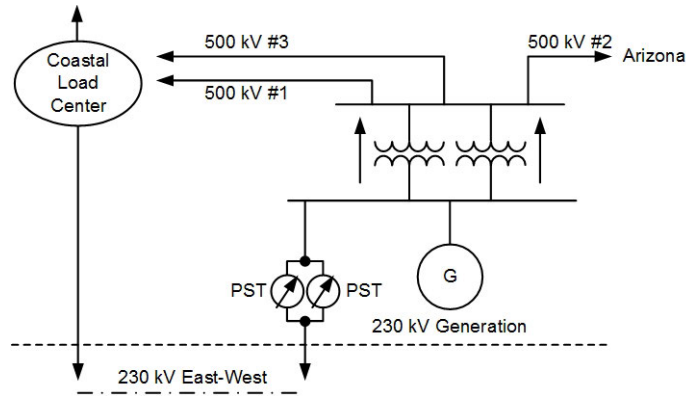 500 kV #3
500 kV #2
Arizona
Coastal
Load
Center
500 kV #1
PST
PST
G
230 kV Generation
230 kV East-West